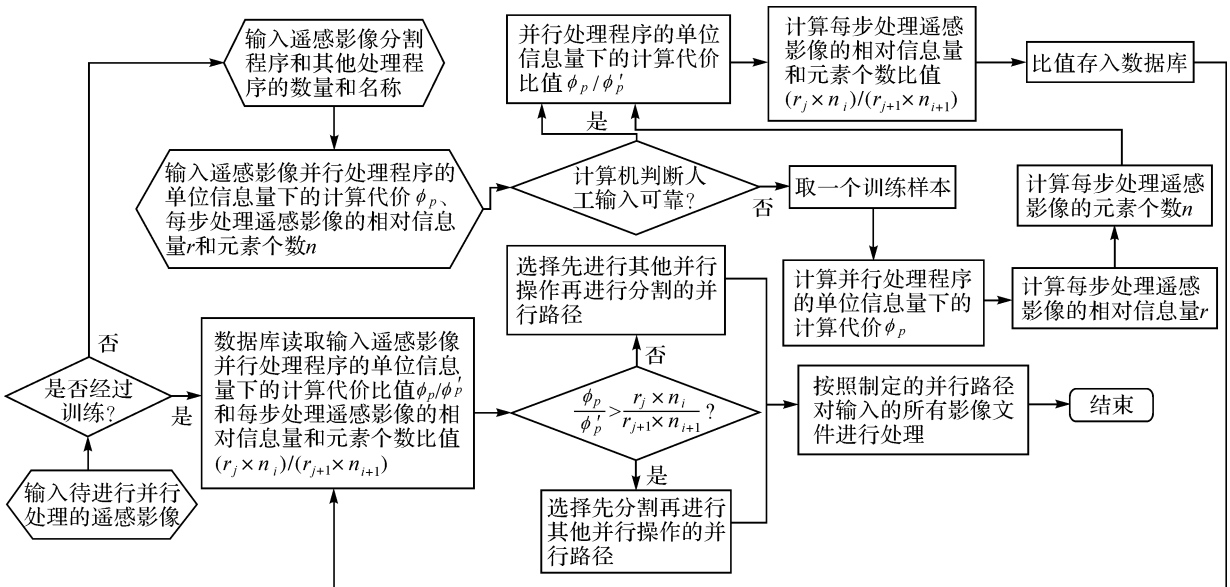 输入遥感影像分割
程序和其他处理程
序的数量和名称
输入遥感影像并行处理程序的
单位信息量下的计算代价ϕp、
每步处理遥感影像的相对信息
量r和元素个数n
并行处理程序的单位
信息量下的计算代价
比值ϕp/ϕ′p
计算每步处理遥感
影像的相对信息量
和元素个数比值
(rj×ni)/(rj+1×ni+1)
比值存入数据库
是
计算机判断人
工输入可靠?
否
取一个训练样本
计算并行处理程序
的单位信息量下的
计算代价ϕp
计算每步处理遥感
影像的相对信息量r
计算每步处理遥感
影像的元素个数n
选择先进行其他并行
操作再进行分割的并
行路径
否
ϕp/ϕ′p>rj×ni/rj+1×ni+1?
是
选择先分割再进行
其他并行操作的并
行路径
否
是否经过
训练?
是
输入待进行并行
处理的遥感影像
数据库读取输入遥感影像
并行处理程序的单位信息
量下的计算代价比值ϕp/ϕ′p
和每步处理遥感影像的相
对信息量和元素个数比值
(rj×ni)/(rj+1×ni+1)
按照制定的并行路径
对输入的所有影像文
件进行处理
结束